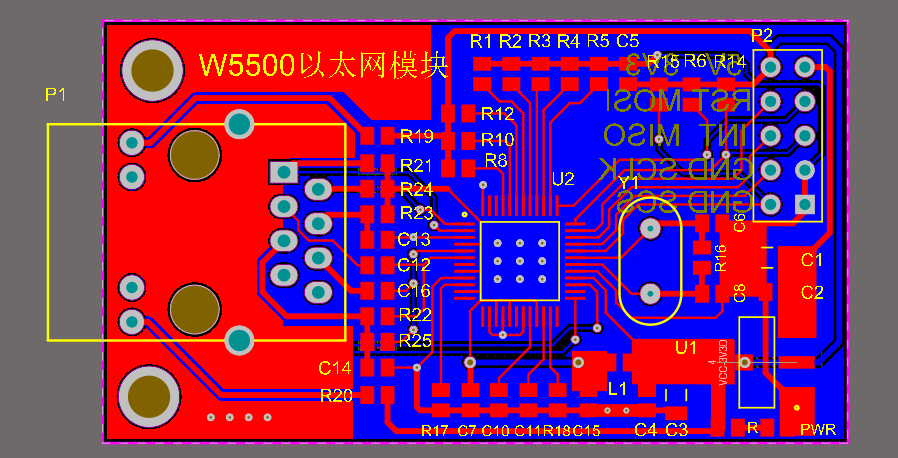 R1 R2 R3 R4 R5 C5
P2
W5500以太网模块
5V 3V3
R15 R6 R14
P1
RST MOSI
R12
R19
R10
INT MISO
R8
R21
GND SCLK
U2
Y1
R24
GND SCS
R23
C6
C13
R16
C12
C1
C16
C8
C2
R22
R25
U1
C14
VCC-3V3D
4
R20
L1
R17 C7 C10 C11 R18 C15 C4 C3 R PWR